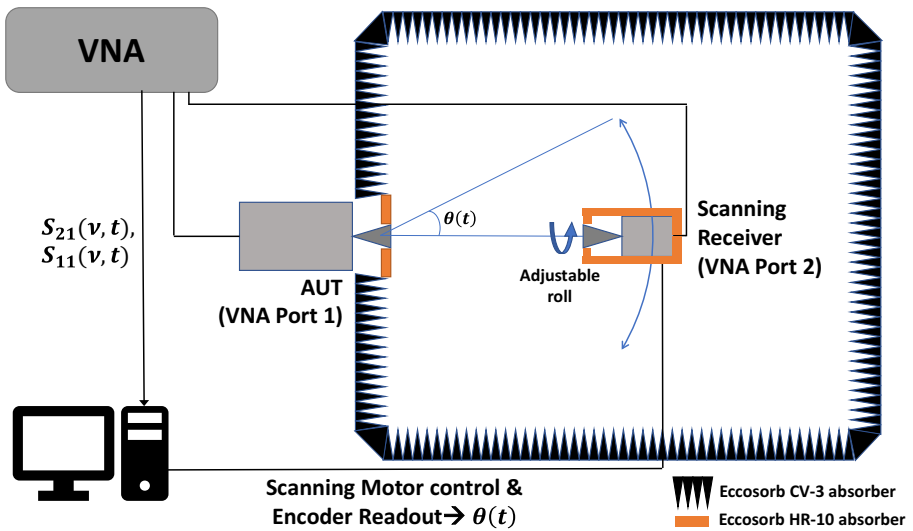 VNA
S₂₁(ν, t),
S₁₁(ν, t)
AUT
(VNA Port 1)
θ(t)
Adjustable
roll
Scanning
Receiver
(VNA Port 2)
Scanning Motor control &
Encoder Readout→ θ(t)
Eccosorb CV-3 absorber
Eccosorb HR-10 absorber